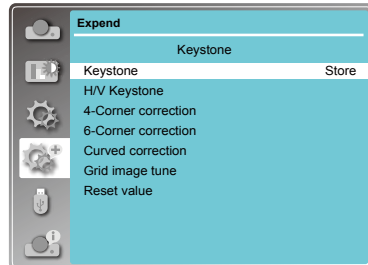 Expend
Keystone
Keystone Store
H/V Keystone
4-Corner correction
6-Corner correction
Curved correction
Grid image tune
Reset value